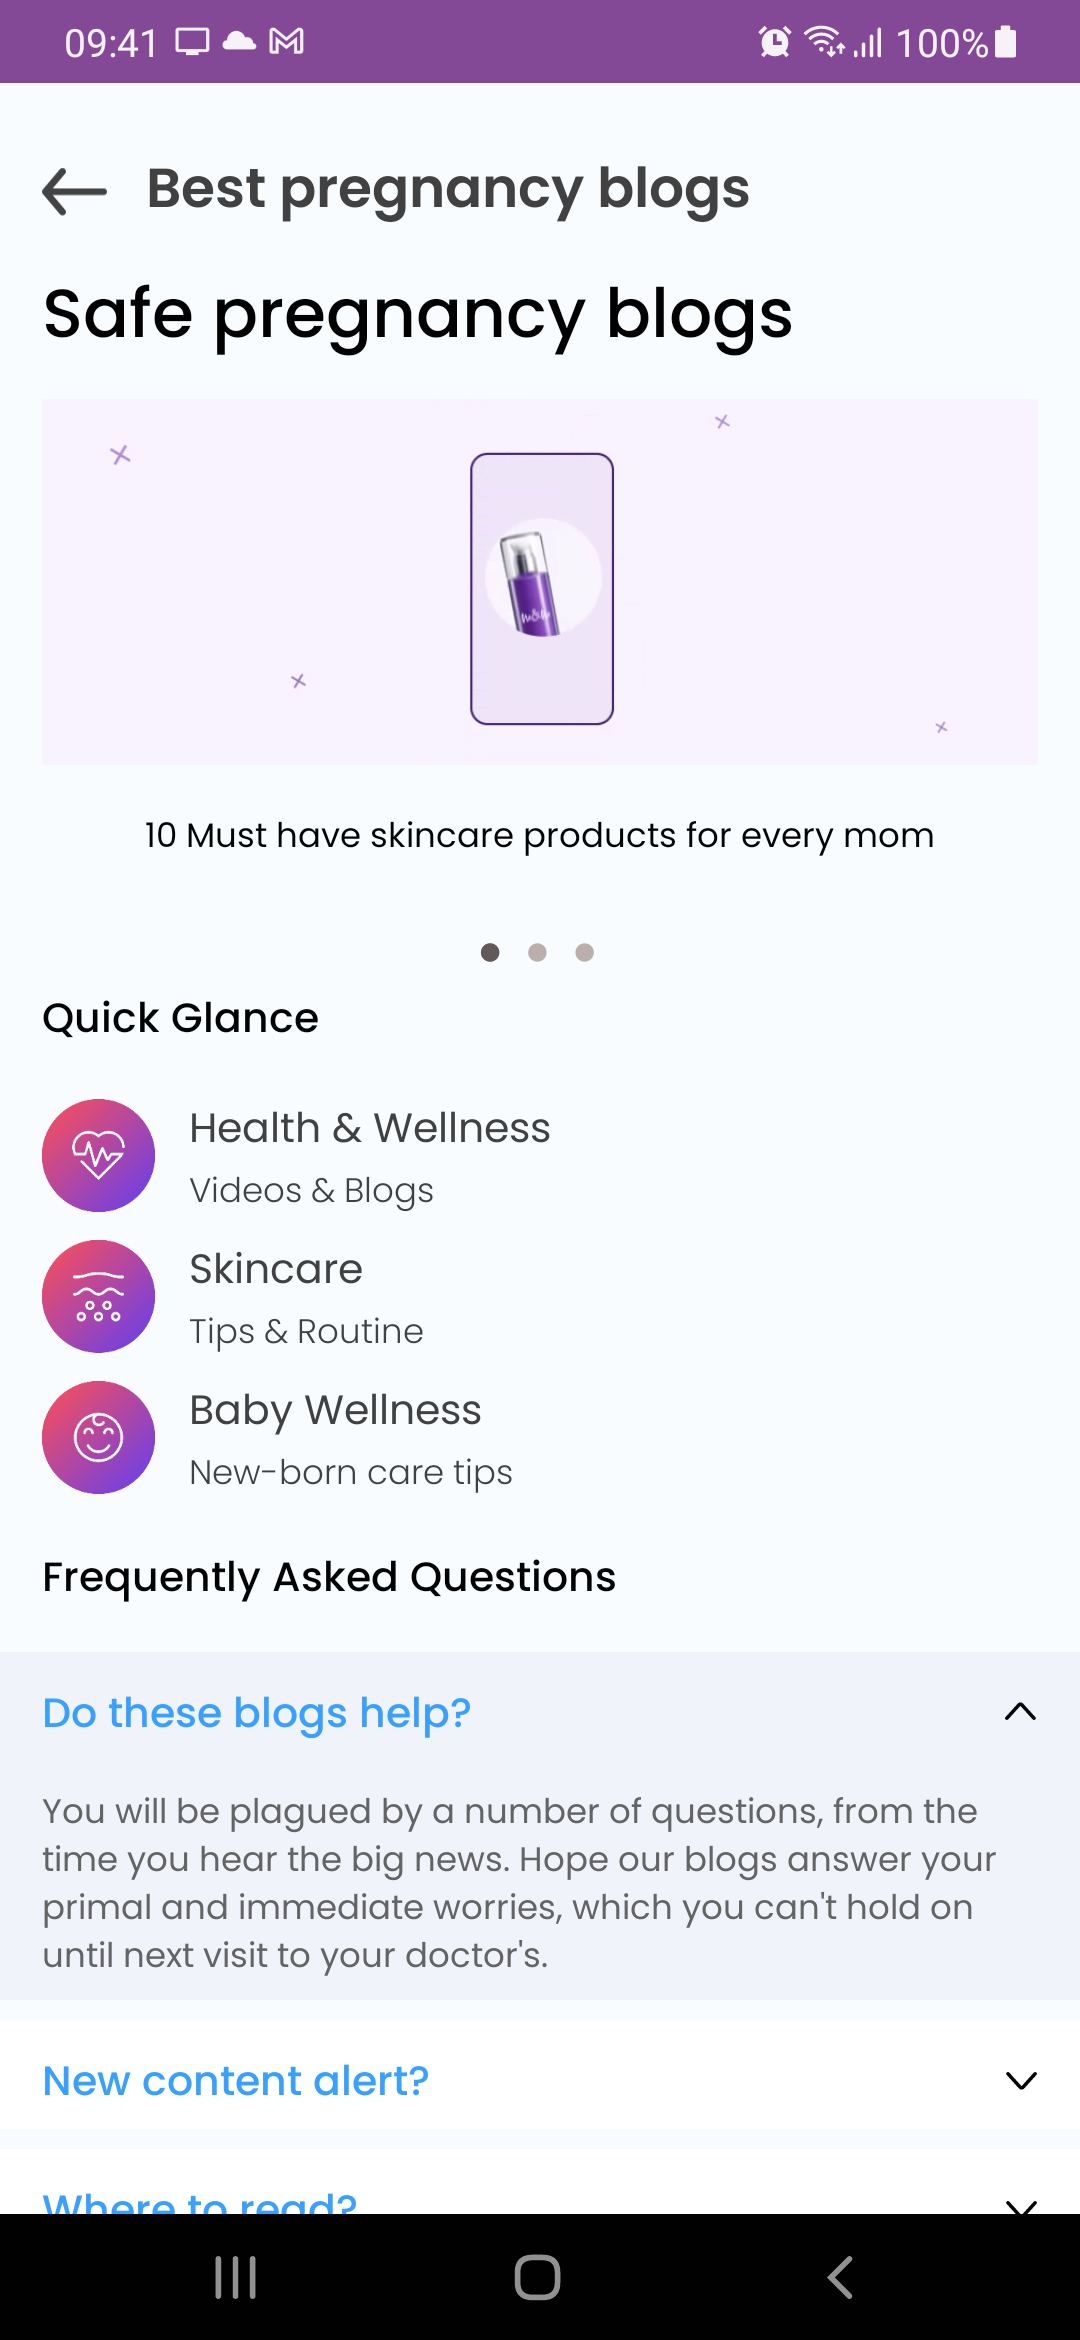 09:41
100%
Best pregnancy blogs
Safe pregnancy blogs
10 Must have skincare products for every mom
Quick Glance
Health & Wellness
Videos & Blogs
Skincare
Tips & Routine
Baby Wellness
New-born care tips
Frequently Asked Questions
Do these blogs help?
You will be plagued by a number of questions, from the
time you hear the big news. Hope our blogs answer your
primal and immediate worries, which you can't hold on
until next visit to your doctor's.
New content alert?
Where to read?